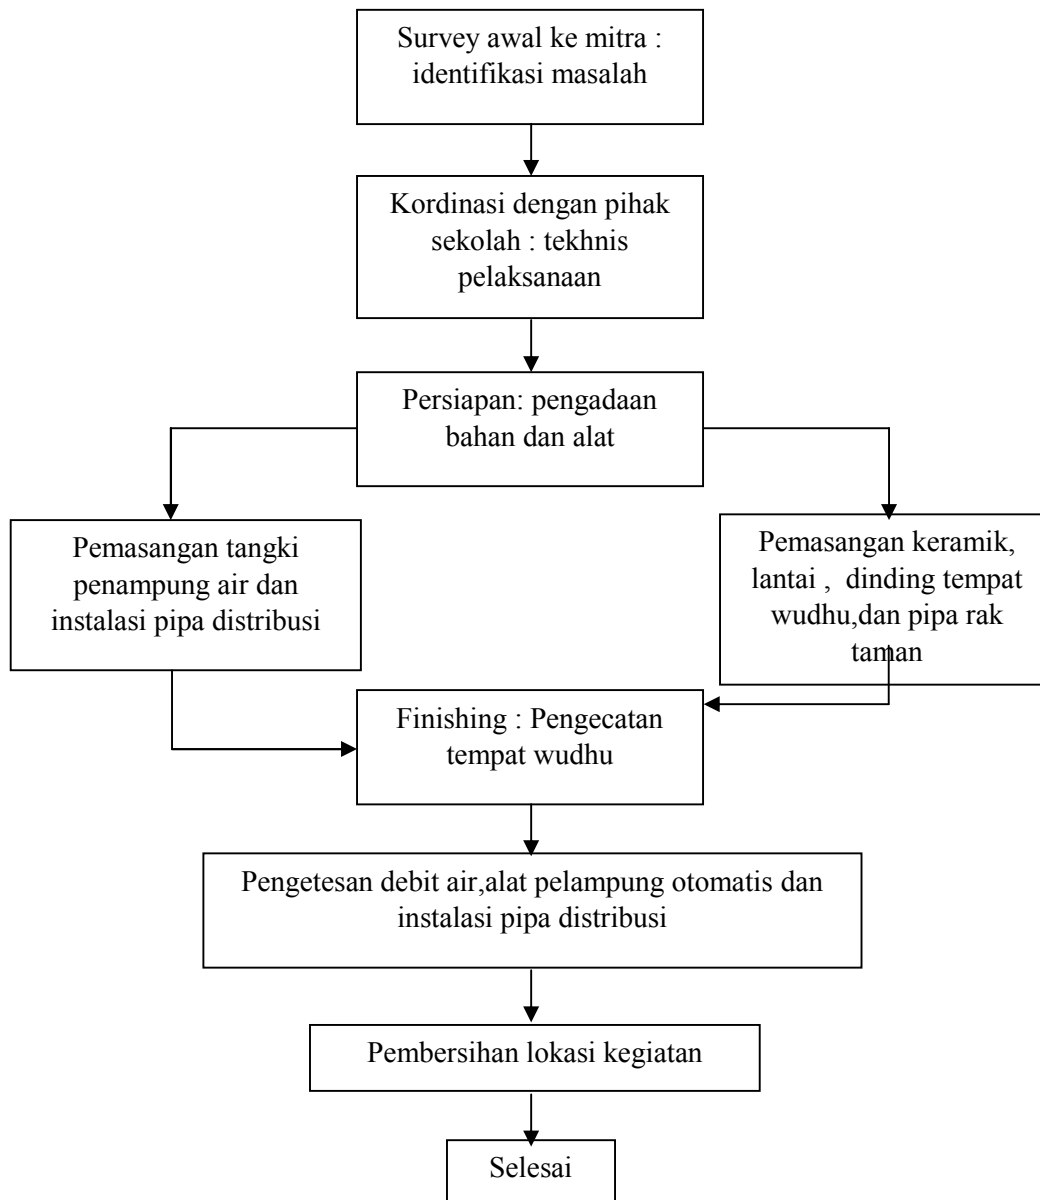 Survey awal ke mitra :
identifikasi masalah
Kordinasi dengan pihak
sekolah : tekhnis
pelaksanaan
Persiapan: pengadaan
bahan dan alat
Pemasangan tangki
penampung air dan
instalasi pipa distribusi
Pemasangan keramik,
lantai , dinding tempat
wudhu,dan pipa rak
taman
Finishing : Pengecatan
tempat wudhu
Pengetesan debit air,alat pelampung otomatis dan
instalasi pipa distribusi
Pembersihan lokasi kegiatan
Selesai